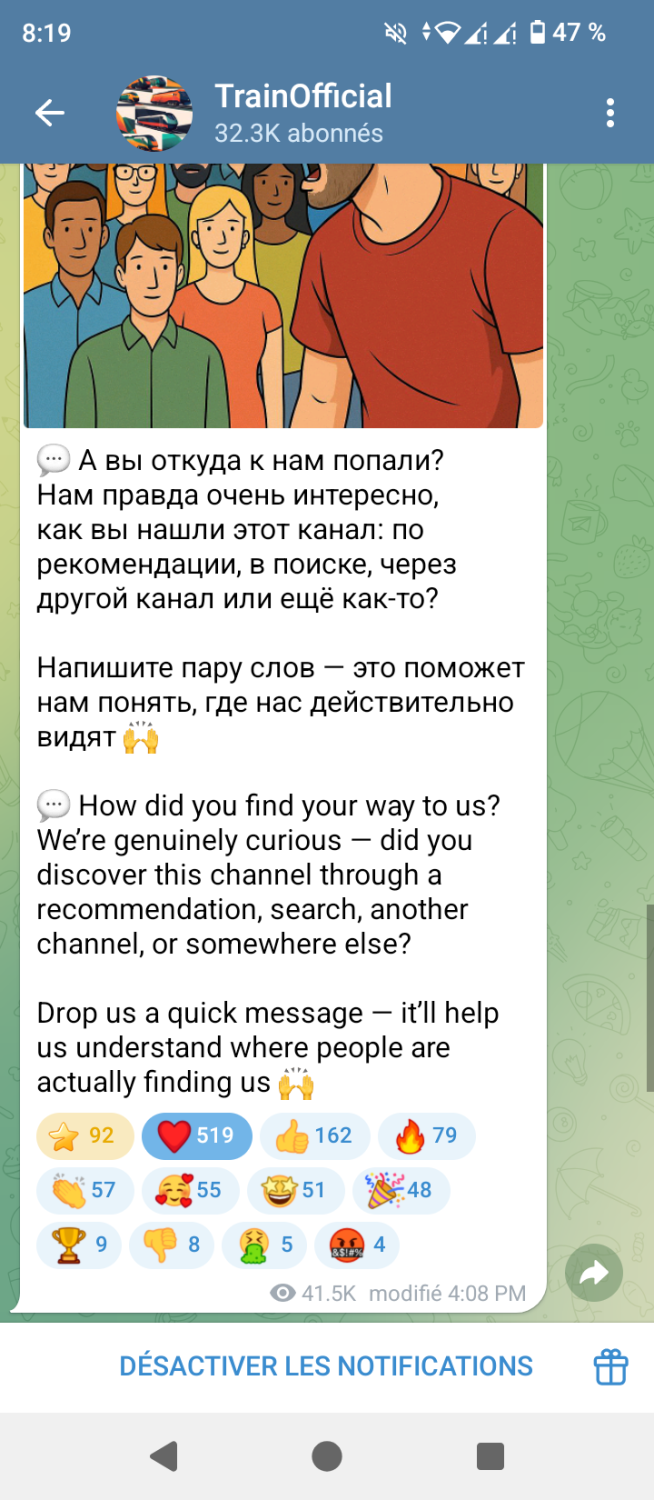 8:19
47 %
TrainOfficial
32.3K abonnés
💬 А вы откуда к нам попали?
Нам правда очень интересно,
как вы нашли этот канал: по
рекомендации, в поиске, через
другой канал или ещё как-то?
Напишите пару слов — это поможет
нам понять, где нас действительно
видят 🙌
💬 How did you find your way to us?
We’re genuinely curious — did you
discover this channel through a
recommendation, search, another
channel, or somewhere else?
Drop us a quick message — it’ll help
us understand where people are
actually finding us 🙌
⭐ 92 ❤️ 519 👍 162 🔥 79
👏 57 🥰 55 🤩 51 🎉 48
🏆 9 👎 8 🤮 5 🤬 4
41.5K modifié 4:08 PM
DÉSACTIVER LES NOTIFICATIONS